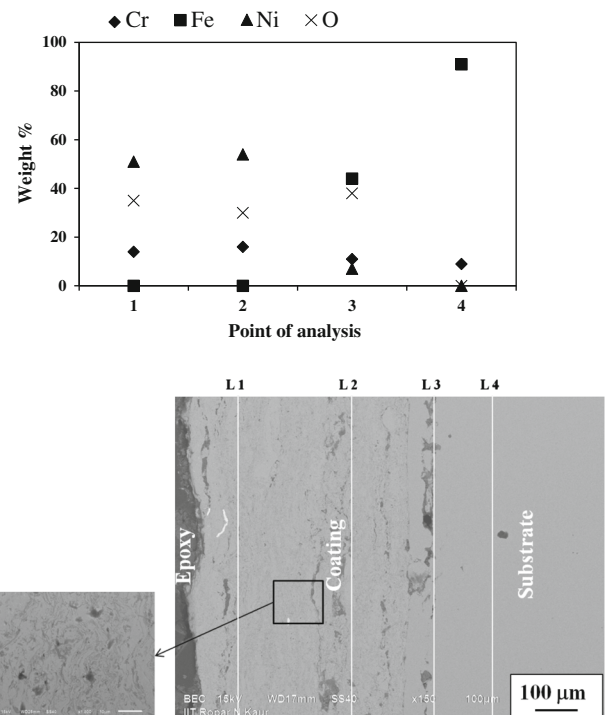 Cr Fe Ni O
Weight %
100
80
60
40
20
0
1 2 3 4
Point of analysis
L 1 L 2 L 3 L 4
Epoxy
Coating
Substrate
BEC 15kV WD17mm SS40 x150 100µm
IIT Ropar N.Kaur
100 µm